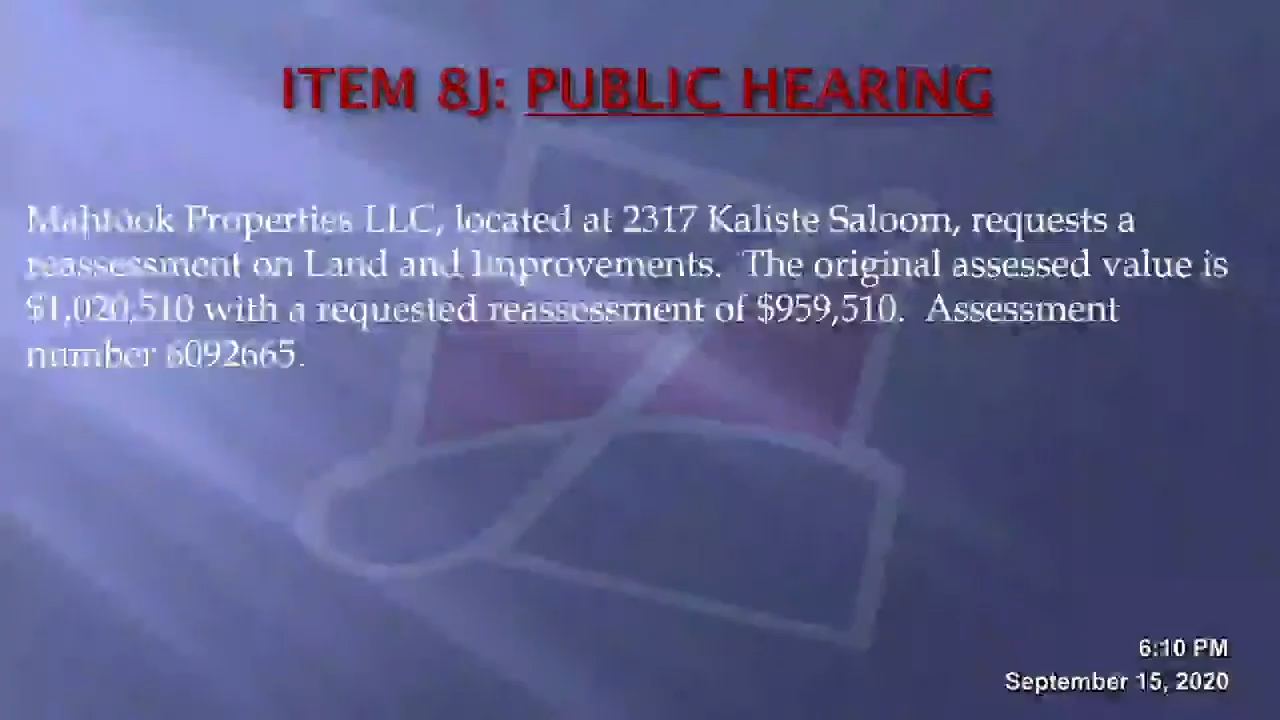 ITEM 8J: PUBLIC HEARING
Mahtook Properties LLC, located at 2317 Kaliste Saloom, requests a
reassessment on Land and Improvements. The original assessed value is
$1,020,510 with a requested reassessment of $959,510. Assessment
number 6092665.
6:10 PM
September 15, 2020